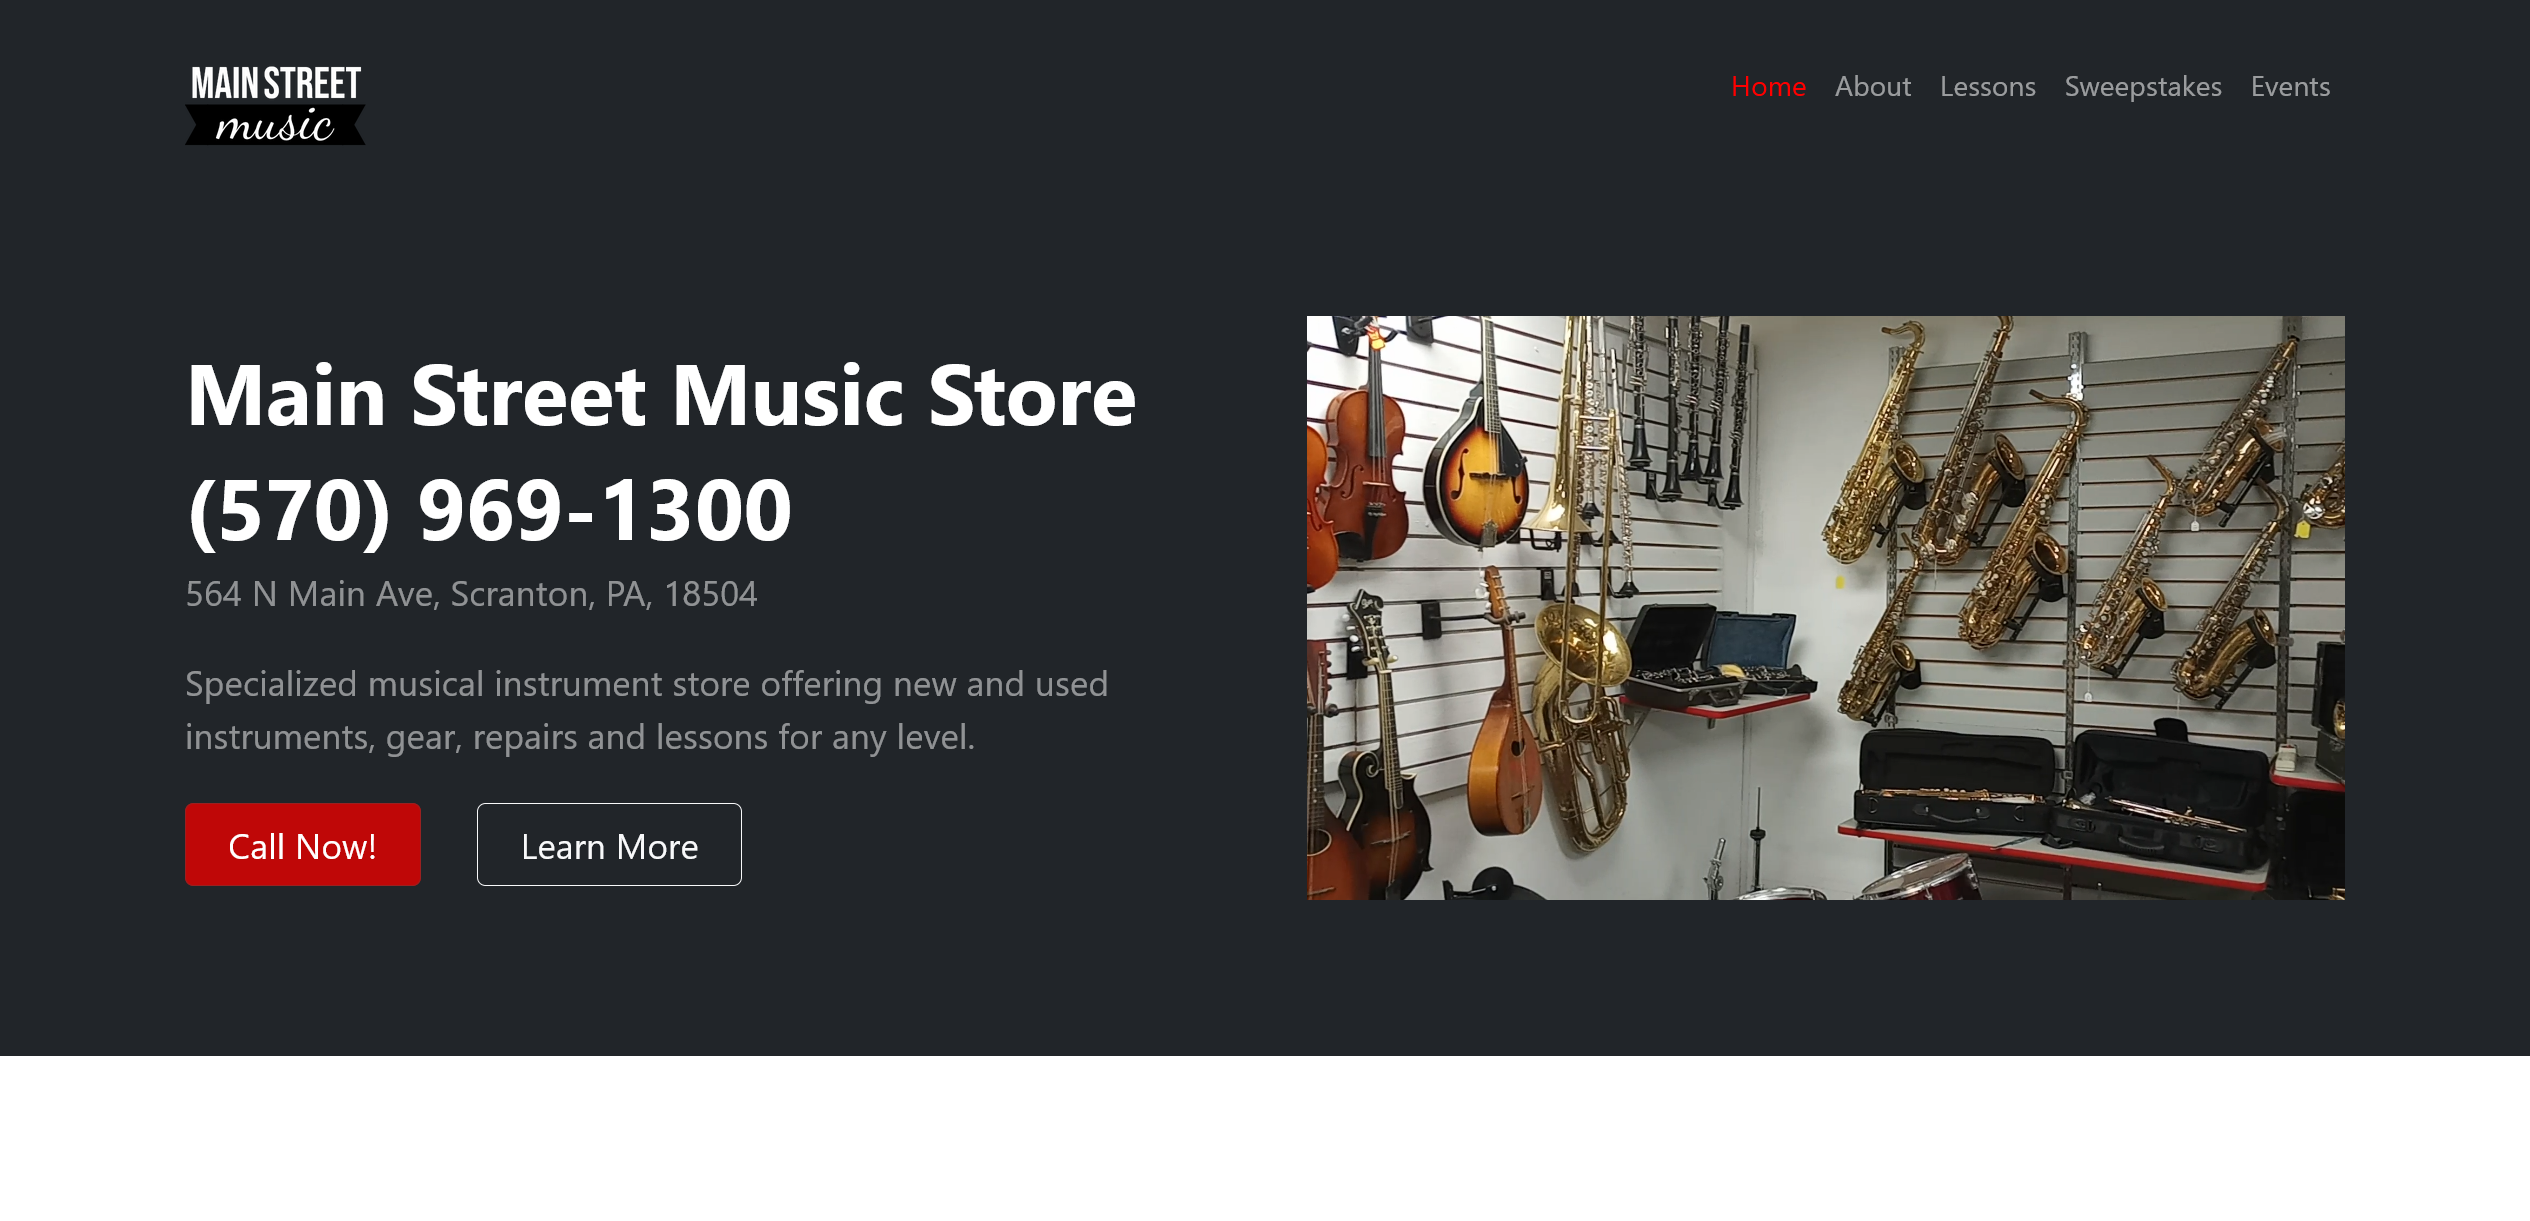 MAIN STREET
music
Home About Lessons Sweepstakes Events
Main Street Music Store
(570) 969-1300
564 N Main Ave, Scranton, PA, 18504
Specialized musical instrument store offering new and used
instruments, gear, repairs and lessons for any level.
Call Now! Learn More